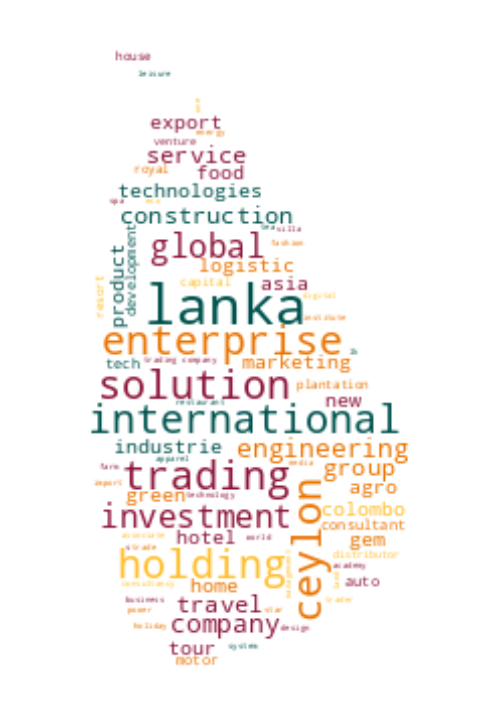 house
leisure
export
energy
venture
service
royal
food
technologies
spa
construction
tea villa
global
fashion
product
development
logistic
resort
capital
asia
digital
lanka
institute
enterprise
tech
trading company
marketing
solution
plantation
restaurant
new
international
industrie
engineering
apparel
farm
trading
media
group
import
green
technology
agro
ceylon
investment
colombo
consultant
associate
hotel
world
gem
trade
distributor
holding
management
academy
consultancy
home
auto
business
travel
trader
power
star
holiday
company
design
tour
system
motor